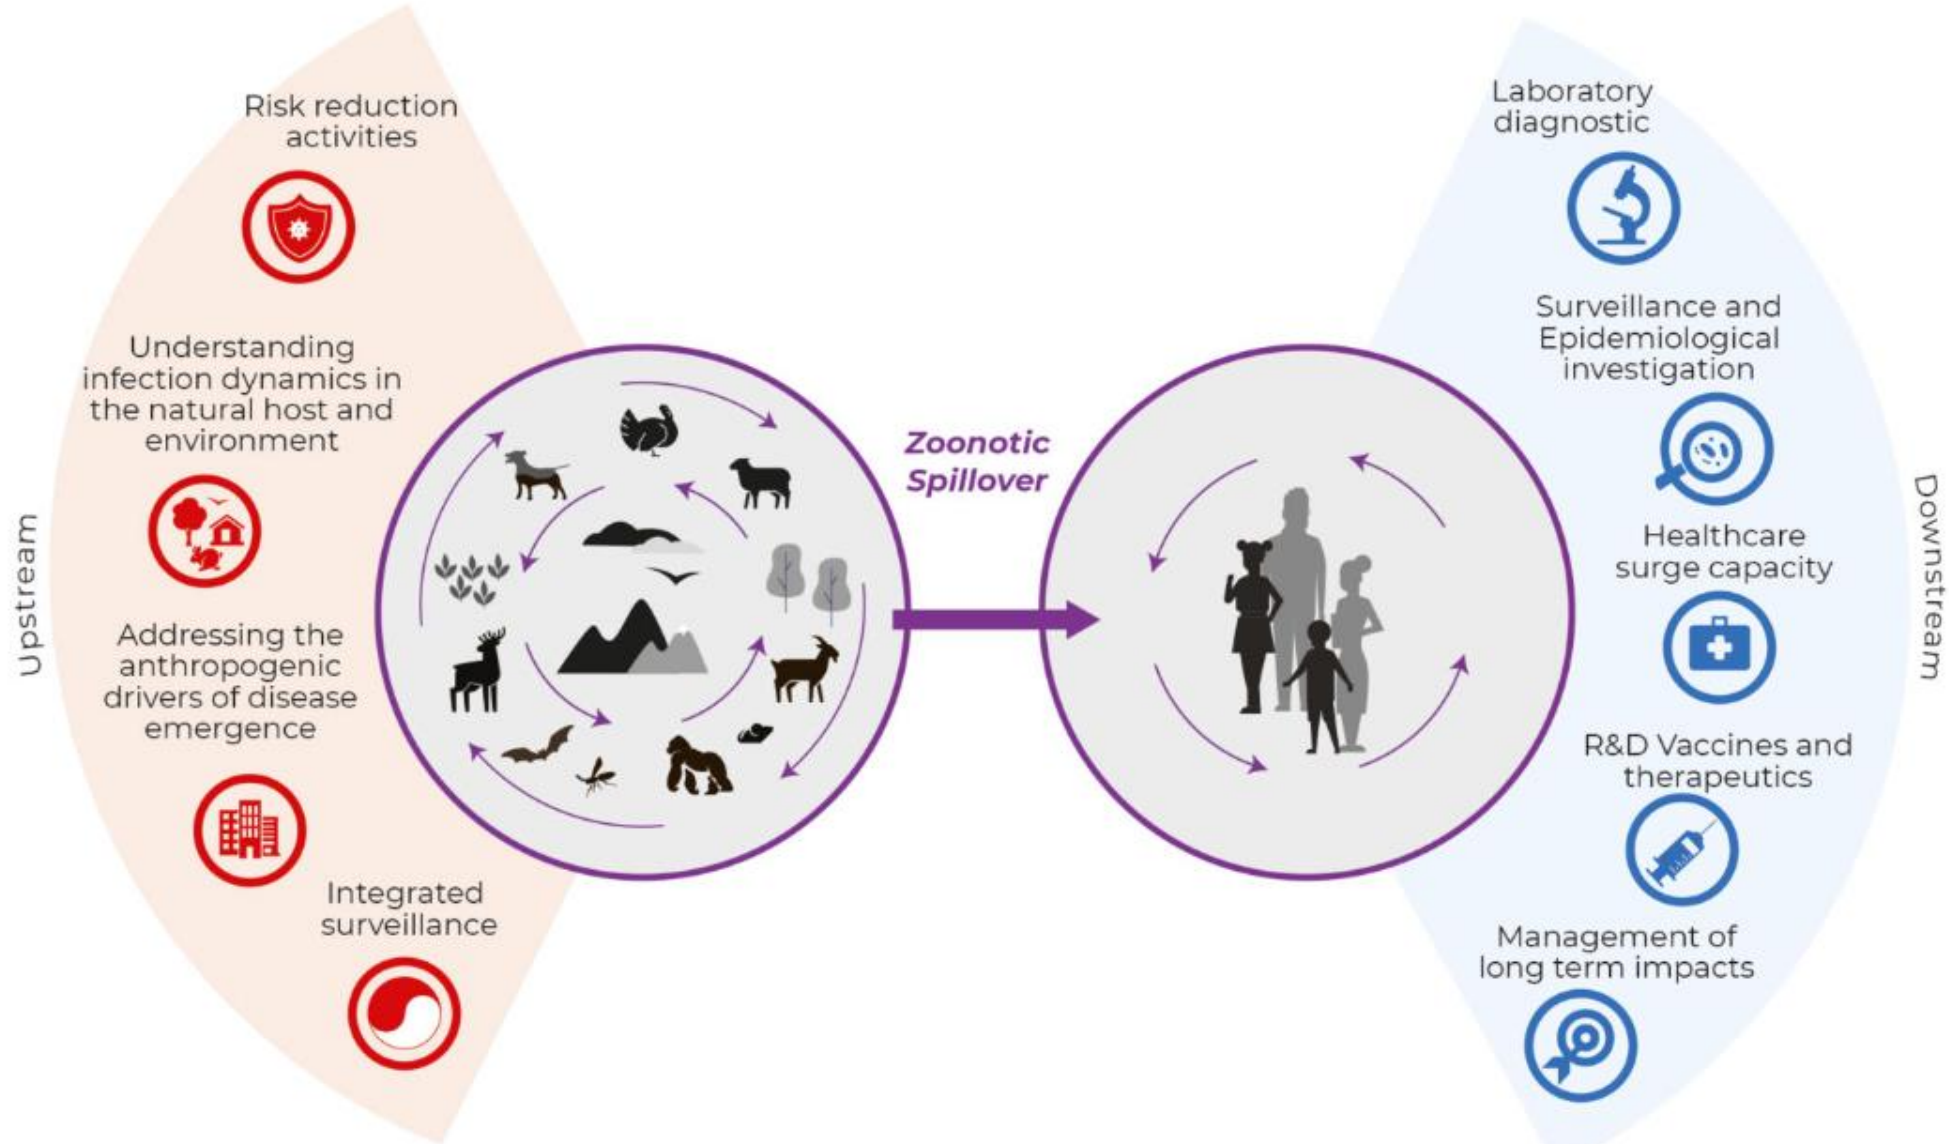 Upstream
Risk reduction
activities
Understanding
infection dynamics in
the natural host and
environment
Addressing the
anthropogenic
drivers of disease
emergence
Integrated
surveillance
Zoonotic
Spillover
Laboratory
diagnostic
Surveillance and
Epidemiological
investigation
Healthcare
surge capacity
R&D Vaccines and
therapeutics
Management of
long term impacts
Downstream